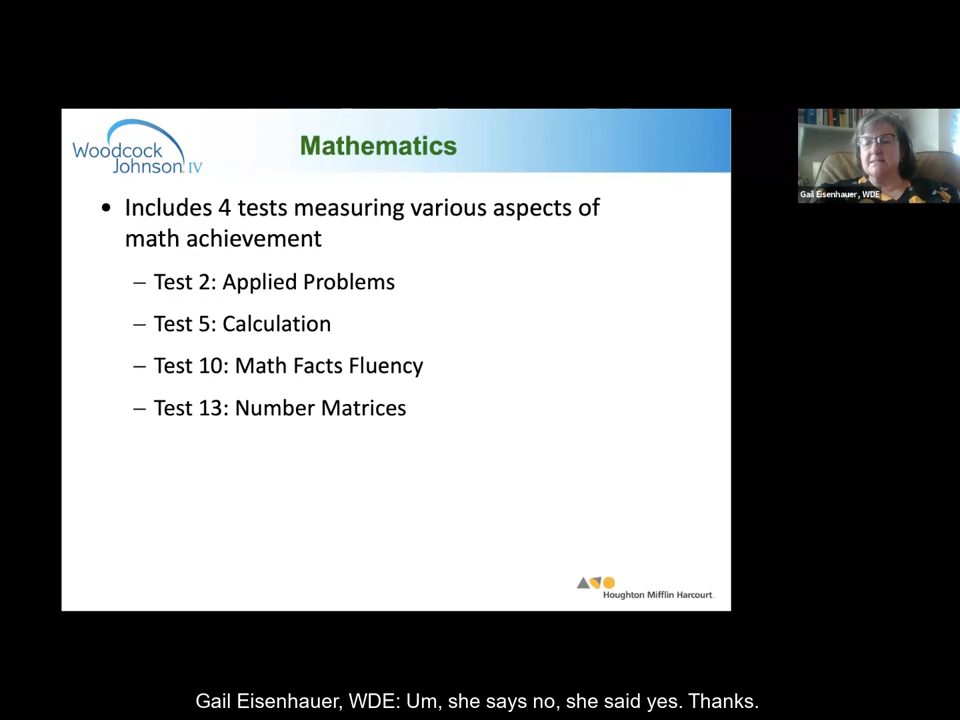 Woodcock
Johnson IV
Mathematics
• Includes 4 tests measuring various aspects of
math achievement
– Test 2: Applied Problems
– Test 5: Calculation
– Test 10: Math Facts Fluency
– Test 13: Number Matrices
Houghton Mifflin Harcourt.
Gail Eisenhauer, WDE
Gail Eisenhauer, WDE: Um, she says no, she said yes. Thanks.